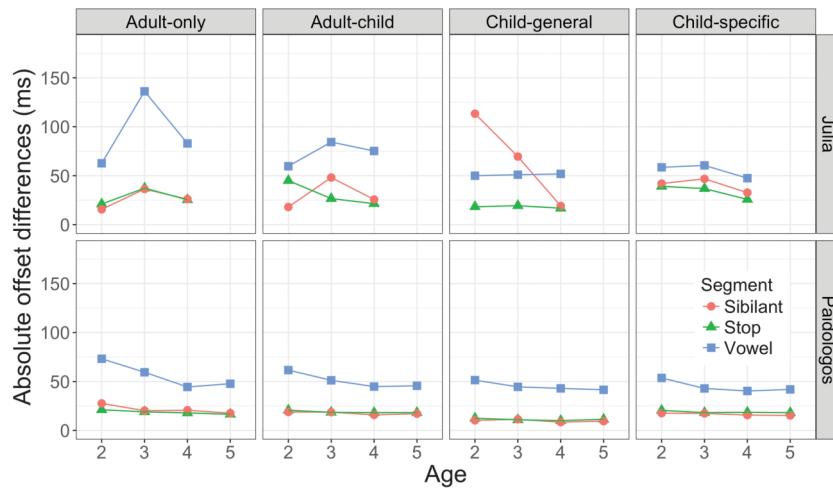 Adult-only Adult-child Child-general Child-specific
Absolute offset differences (ms)
150
100
50
0
Julia
150
100
50
0
Segment
Sibilant
Stop
Vowel
Paidologos
2 3 4 5 2 3 4 5 2 3 4 5 2 3 4 5
Age